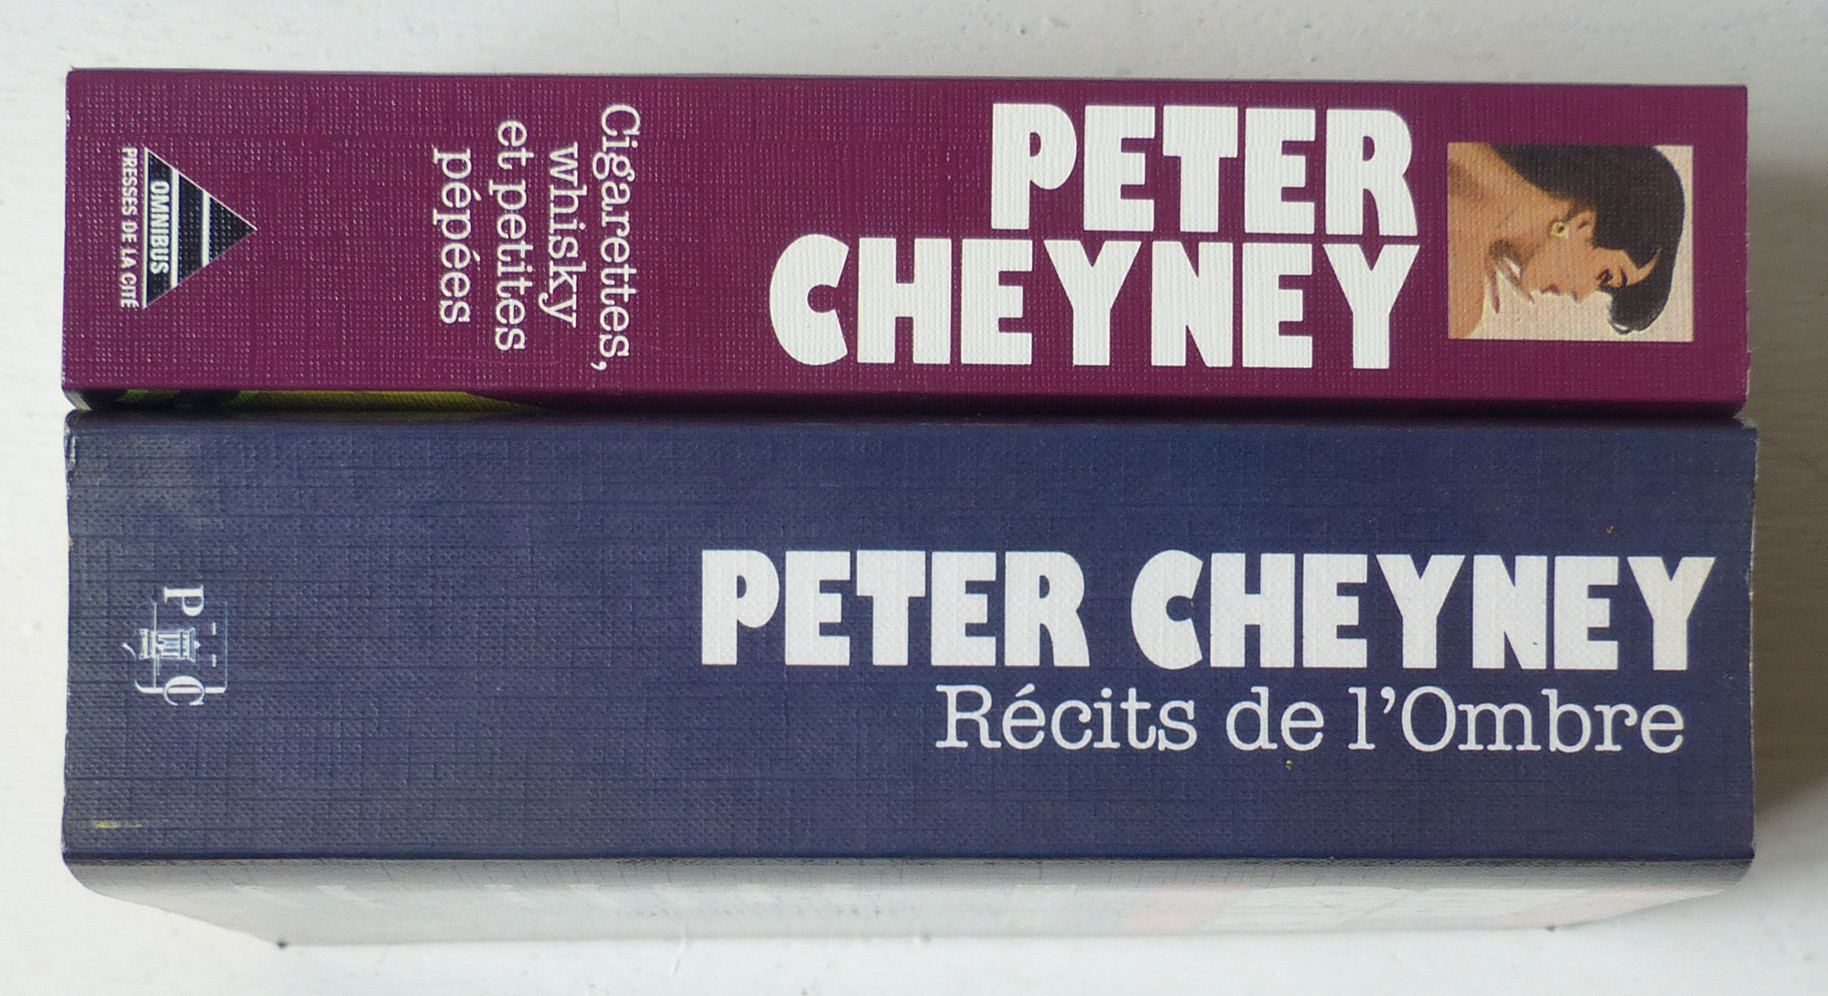 PETER
CHEYNEY
Cigarettes,
whisky
et petites
pépées
OMNIBUS
PRESSES DE LA CITÉ
PETER CHEYNEY
Récits de l'Ombre
P
C